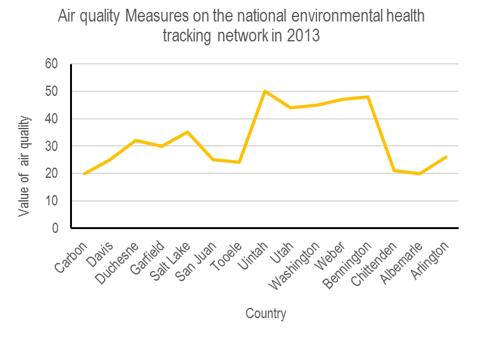 Air quality Measures on the national environmental health
tracking network in 2013
Value of air quality
60
50
40
30
20
10
0
Carbon
Davis
Duchesne
Garfield
Salt Lake
San Juan
Tooele
Uintah
Utah
Washington
Weber
Bennington
Chittenden
Albemarle
Arlington
Country